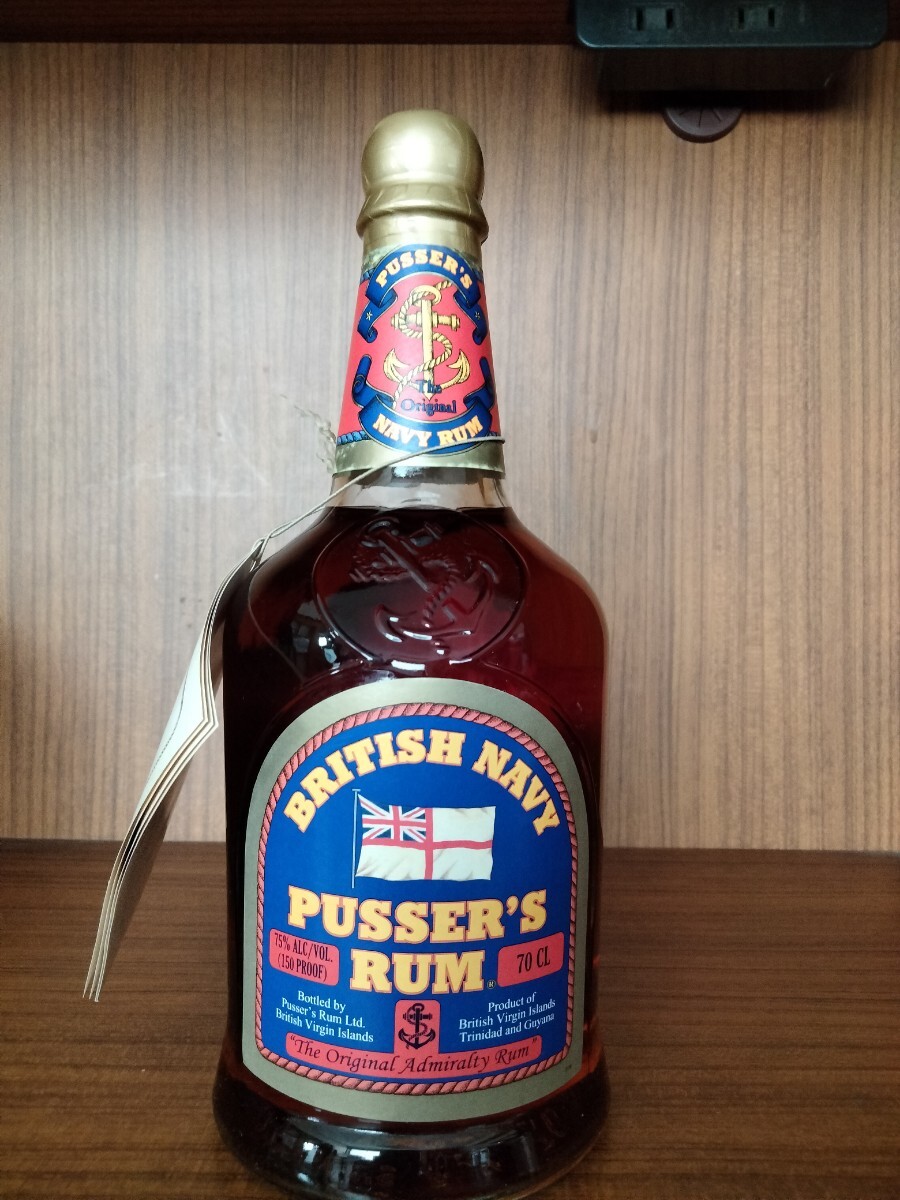 PUSSER'S
The
Original
NAVY RUM
BRITISH NAVY
PUSSER'S
RUM®
75% ALC/VOL.
(150 PROOF)
70 CL
Bottled by
Pusser's Rum Ltd.
British Virgin Islands
Product of
British Virgin Islands
Trinidad and Guyana
"The Original Admiralty Rum"